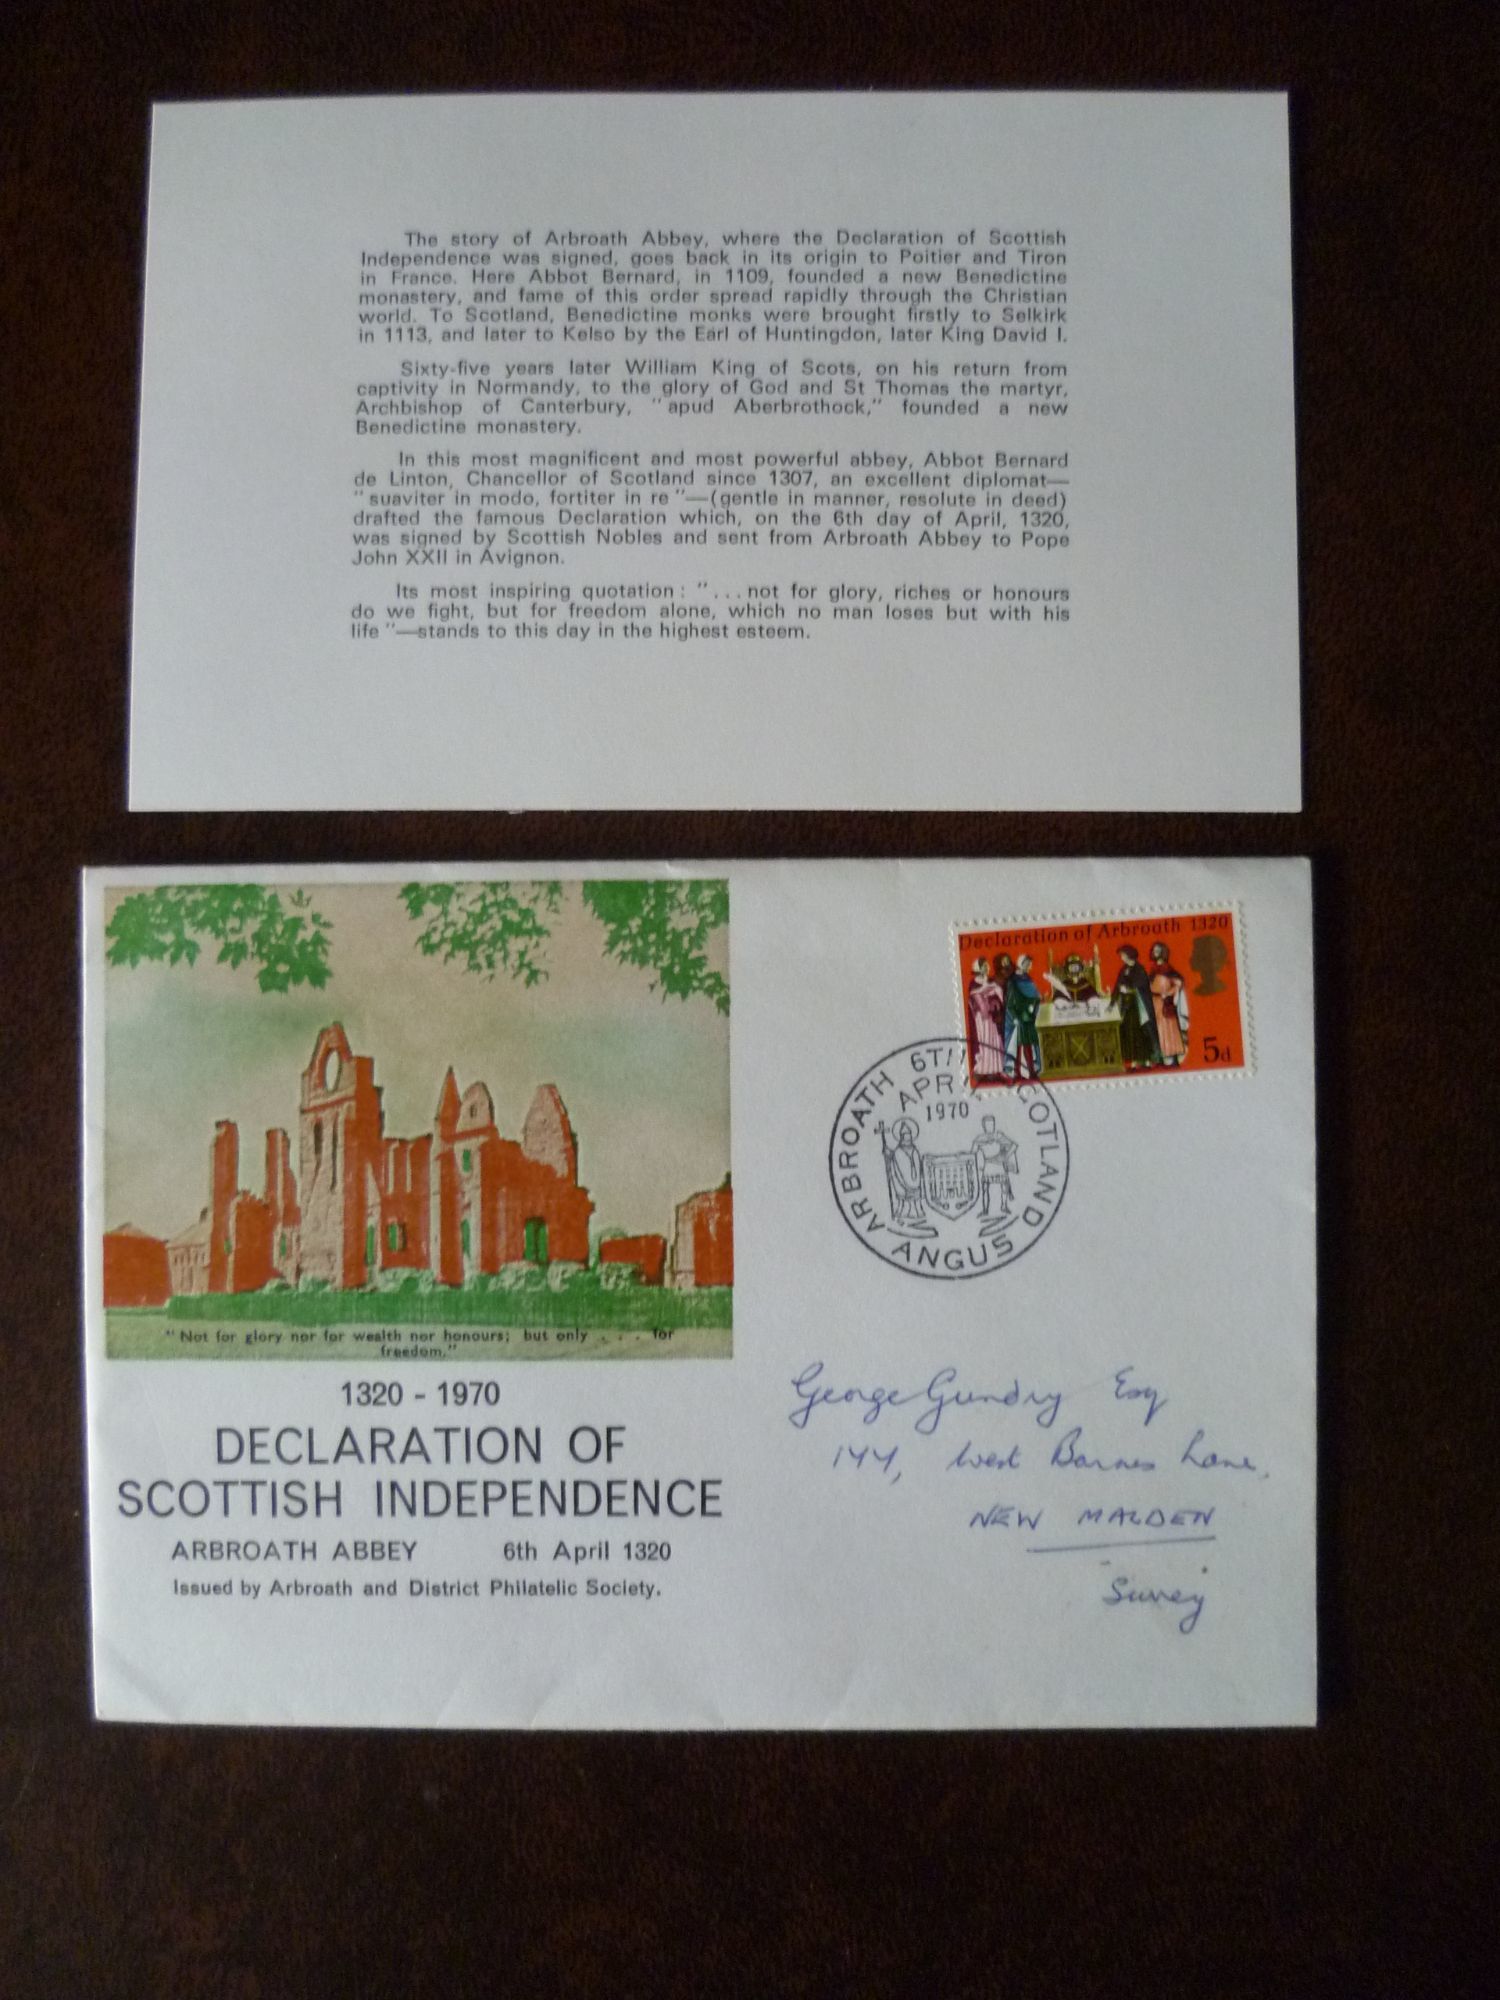 The story of Arbroath Abbey, where the Declaration of Scottish
Independence was signed, goes back in its origin to Poitier and Tiron
in France. Here Abbot Bernard, in 1109, founded a new Benedictine
monastery, and fame of this order spread rapidly through the Christian
world. To Scotland, Benedictine monks were brought firstly to Selkirk
in 1113, and later to Kelso by the Earl of Huntingdon, later King David I.
Sixty-five years later William King of Scots, on his return from
captivity in Normandy, to the glory of God and St Thomas the martyr,
Archbishop of Canterbury, "apud Aberbrothock," founded a new
Benedictine monastery.
In this most magnificent and most powerful abbey, Abbot Bernard
de Linton, Chancellor of Scotland since 1307, an excellent diplomat—
"suaviter in modo, fortiter in re"—(gentle in manner, resolute in deed)
drafted the famous Declaration which, on the 6th day of April, 1320,
was signed by Scottish Nobles and sent from Arbroath Abbey to Pope
John XXII in Avignon.
Its most inspiring quotation : "...not for glory, riches or honours
do we fight, but for freedom alone, which no man loses but with his
life"—stands to this day in the highest esteem.
Declaration of Arbroath 1320
5d
ARBROATH 6TH SCOTLAND
APR
1970
ANGUS
"Not for glory nor for wealth nor honours; but only . . . for
freedom."
1320 - 1970
DECLARATION OF
SCOTTISH INDEPENDENCE
ARBROATH ABBEY 6th April 1320
Issued by Arbroath and District Philatelic Society.
George Gundry Esq
144, West Barnes Lane,
NEW MALDEN
Surrey